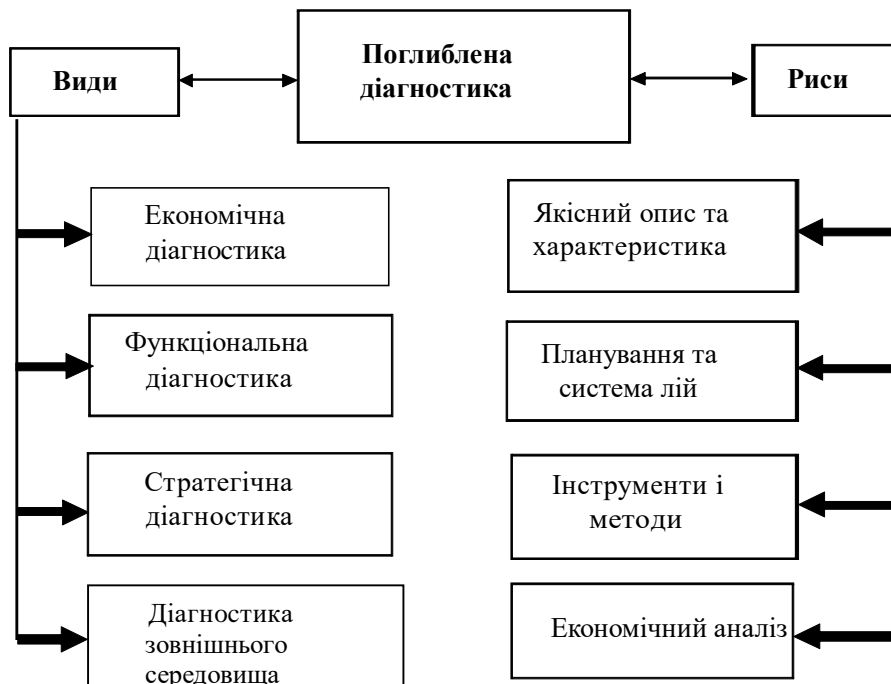 Види
Поглиблена
діагностика
Риси
Економічна
діагностика
Якісний опис та
характеристика
Функціональна
діагностика
Планування та
система лій
Стратегічна
діагностика
Інструменти і
методи
Діагностика
зовнішнього
середовища
Економічний аналіз